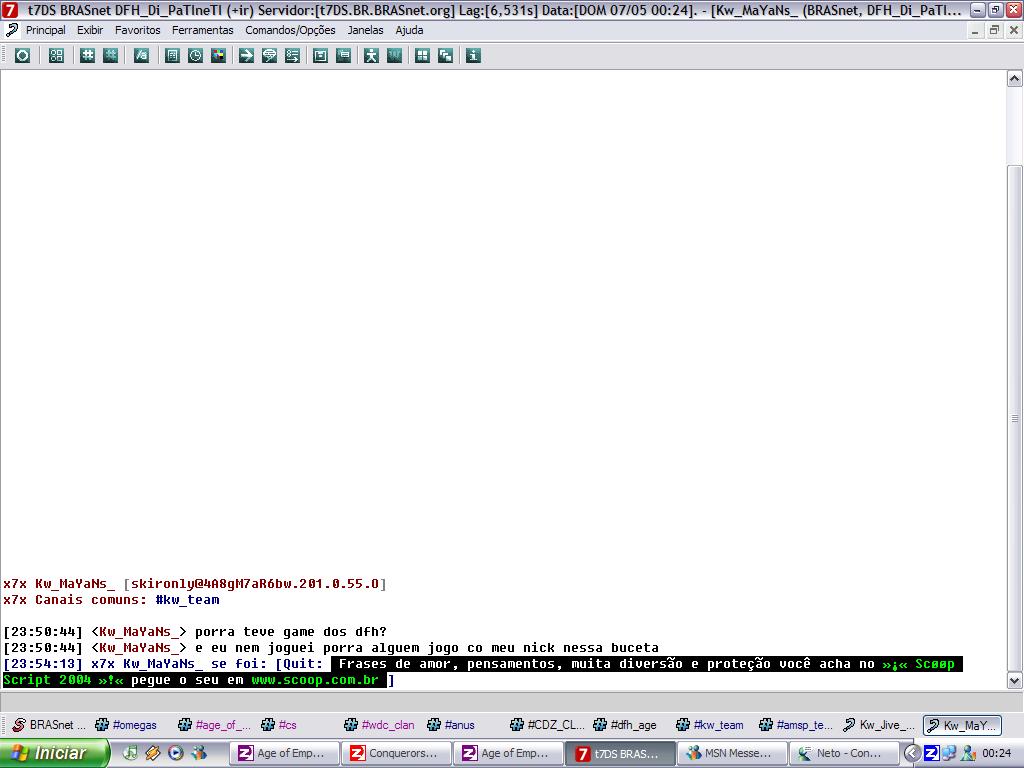 t7DS BRASnet DFH_Di_PaTIneTI (+ir) Servidor:[t7DS.BR.BRASnet.org] Lag:[6,531s] Data:[DOM 07/05 00:24]. - [Kw_MaYaNs_ (BRASnet, DFH_Di_PaTI...
Principal Exibir Favoritos Ferramentas Comandos/Opções Janelas Ajuda
x7x Kw_MaYaNs_ [skironly@4A8gM7aR6bw.201.0.55.O]
x7x Canais comuns: #kw_team
[23:50:44] <Kw_MaYaNs_> porra teve game dos dfh?
[23:50:44] <Kw_MaYaNs_> e eu nem joguei porra alguem jogo co meu nick nessa buceta
[23:54:13] x7x Kw_MaYaNs_ se foi: [Quit: Frases de amor, pensamentos, muita diversão e proteção você acha no »¡« Scøøp
Script 2004 »!« pegue o seu em www.scoop.com.br ]
BRASnet ... #omegas #age_of_... #cs #wdc_clan #anus #CDZ_CL... #dfh_age #kw_team #amsp_te... Kw_Jive_... Kw_MaY...
Iniciar Age of Emp... Conquerors... Age of Emp... t7DS BRAS... MSN Messe... Neto - Con... 00:24